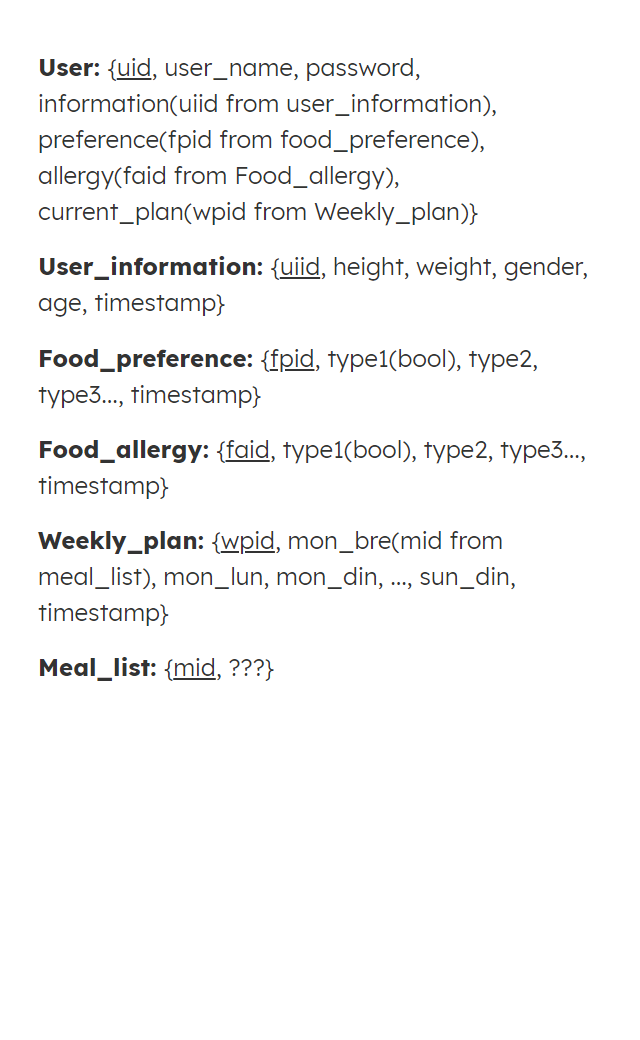 User: {uid, user_name, password,
information(uiid from user_information),
preference(fpid from food_preference),
allergy(faid from Food_allergy),
current_plan(wpid from Weekly_plan)}
User_information: {uiid, height, weight, gender,
age, timestamp}
Food_preference: {fpid, type1(bool), type2,
type3..., timestamp}
Food_allergy: {faid, type1(bool), type2, type3...,
timestamp}
Weekly_plan: {wpid, mon_bre(mid from
meal_list), mon_lun, mon_din, ..., sun_din,
timestamp}
Meal_list: {mid, ???}